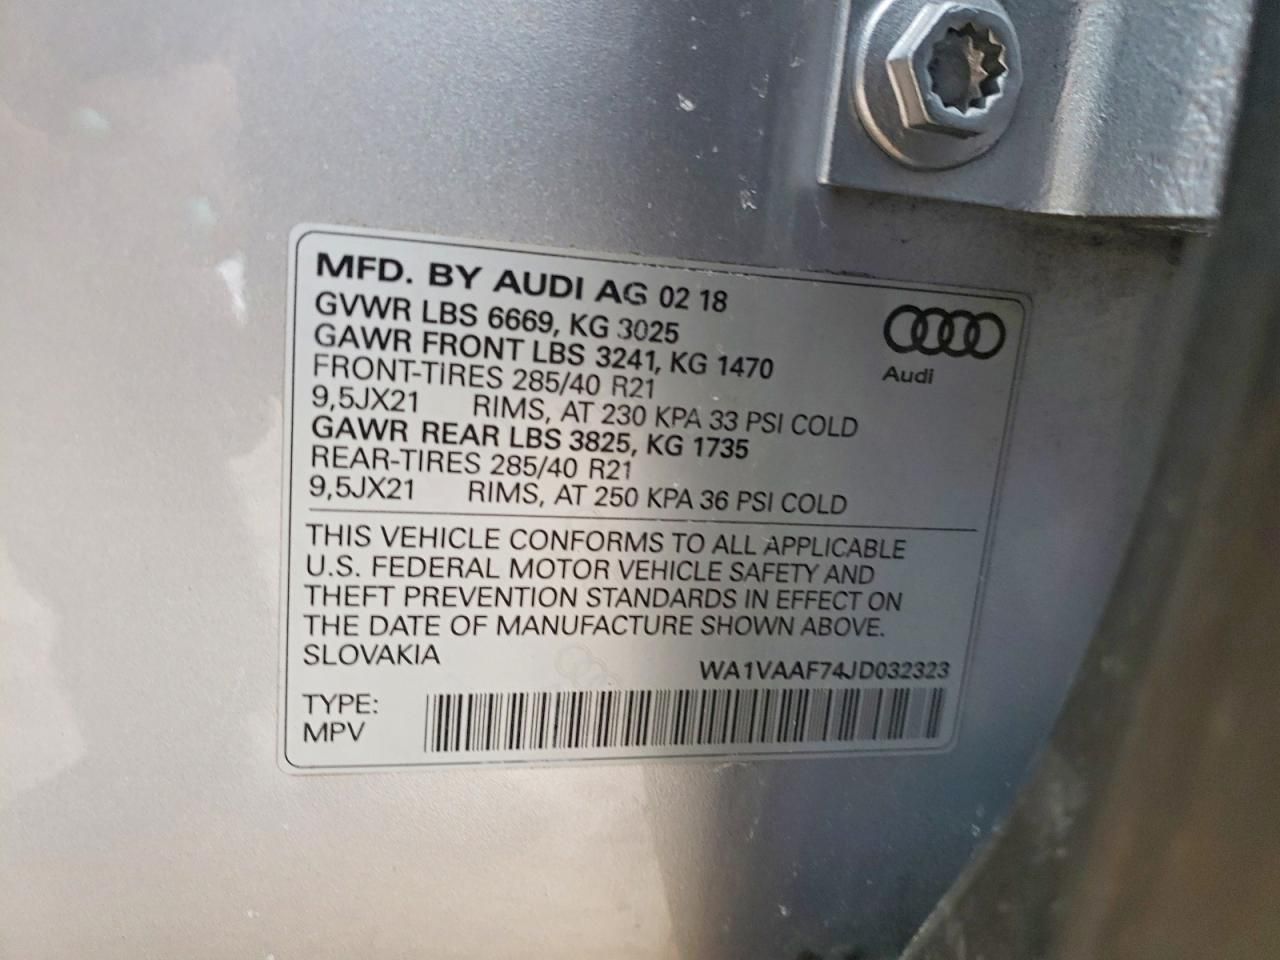 MFD. BY AUDI AG 02 18
GVWR LBS 6669, KG 3025
GAWR FRONT LBS 3241, KG 1470
FRONT-TIRES 285/40 R21
9,5JX21 RIMS, AT 230 KPA 33 PSI COLD
GAWR REAR LBS 3825, KG 1735
REAR-TIRES 285/40 R21
9,5JX21 RIMS, AT 250 KPA 36 PSI COLD
Audi
THIS VEHICLE CONFORMS TO ALL APPLICABLE
U.S. FEDERAL MOTOR VEHICLE SAFETY AND
THEFT PREVENTION STANDARDS IN EFFECT ON
THE DATE OF MANUFACTURE SHOWN ABOVE.
SLOVAKIA WA1VAAF74JD032323
TYPE:
MPV